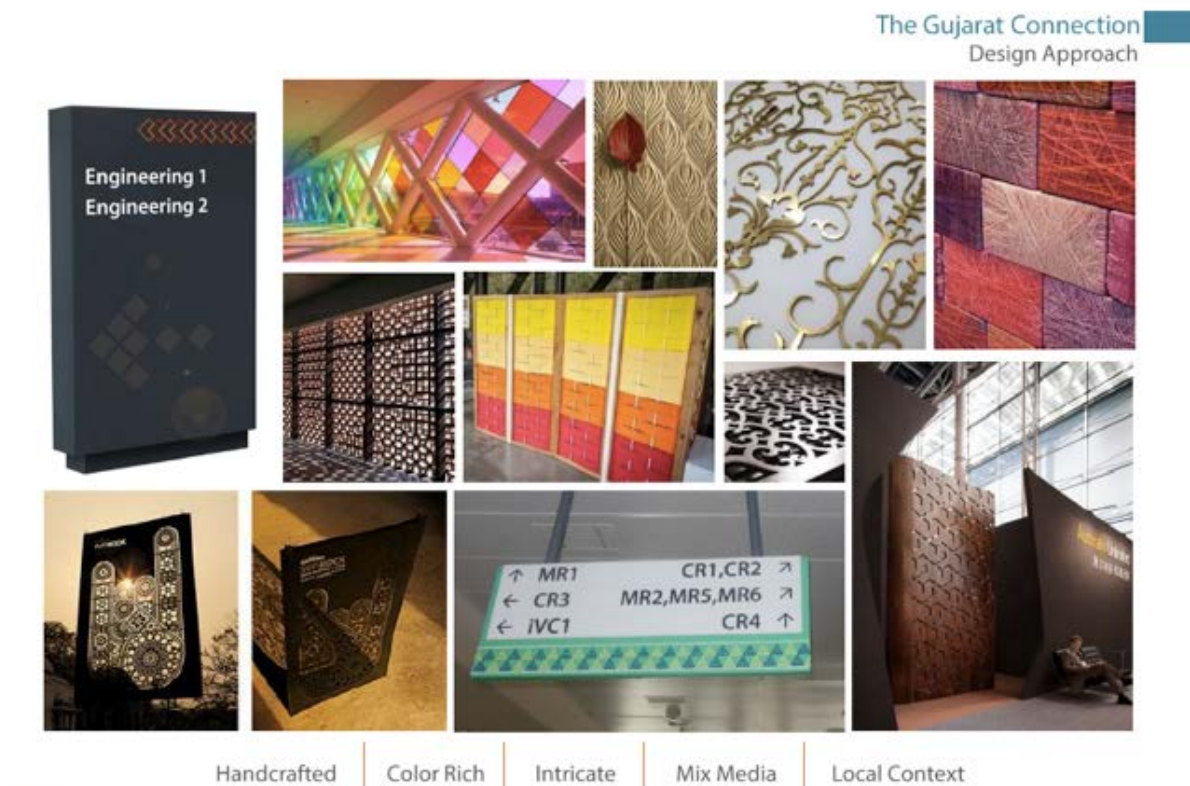 The Gujarat Connection
Design Approach
Engineering 1
Engineering 2
↑ MR1
CR1,CR2 ↗
← CR3
MR2,MR5,MR6 ↗
← iVC1
CR4 ↑
Handcrafted
Color Rich
Intricate
Mix Media
Local Context